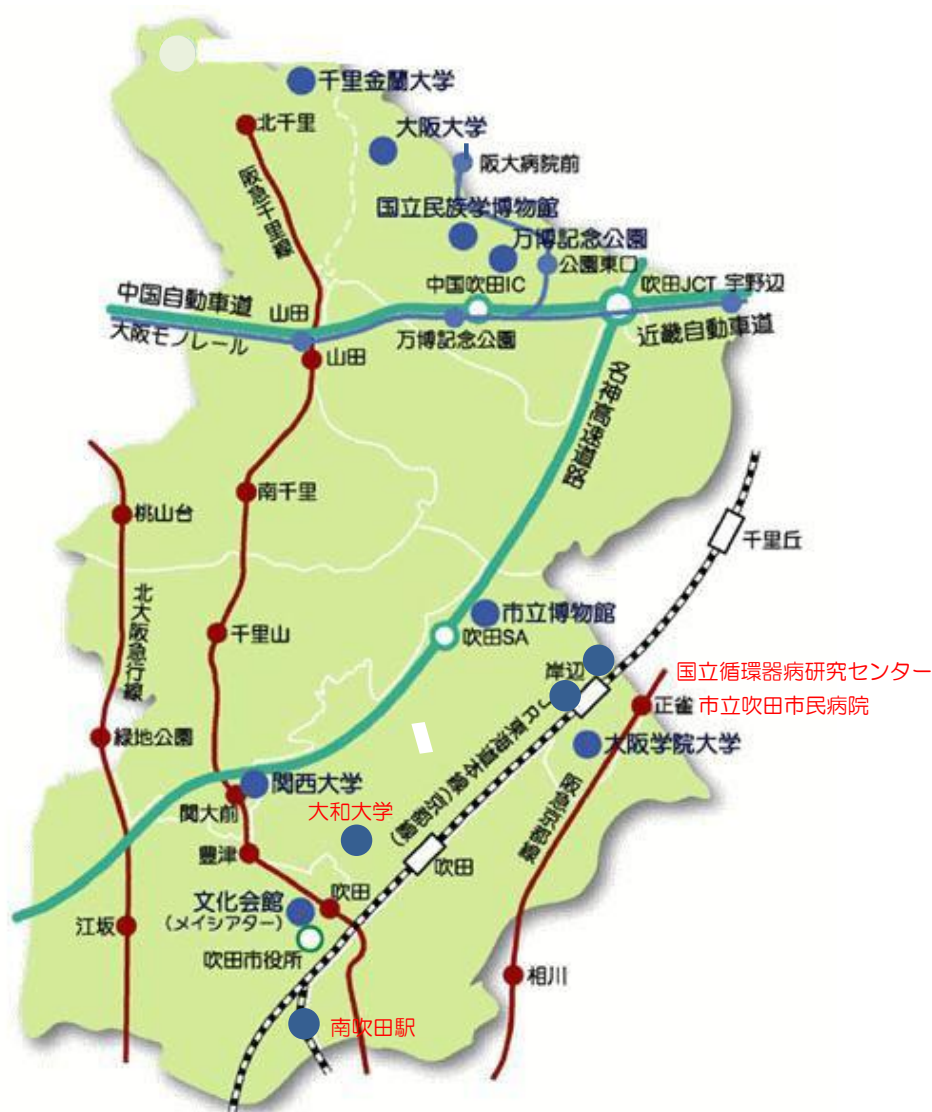 千里金蘭大学
北千里
大阪大学
阪大病院前
阪急千里線
国立民族学博物館
万博記念公園
公園東口
中国吹田IC
吹田JCT
宇野辺
中国自動車道
山田
大阪モノレール
万博記念公園
近畿自動車道
山田
名神高速道路
南千里
桃山台
千里丘
北大阪急行線
市立博物館
千里山
吹田SA
岸辺
国立循環器病研究センター
正雀
市立吹田市民病院
JR東海道本線(京都線)
緑地公園
大阪学院大学
関西大学
関大前
大和大学
阪急京都線
豊津
吹田
文化会館
(メイシアター)
吹田
江坂
吹田市役所
相川
南吹田駅